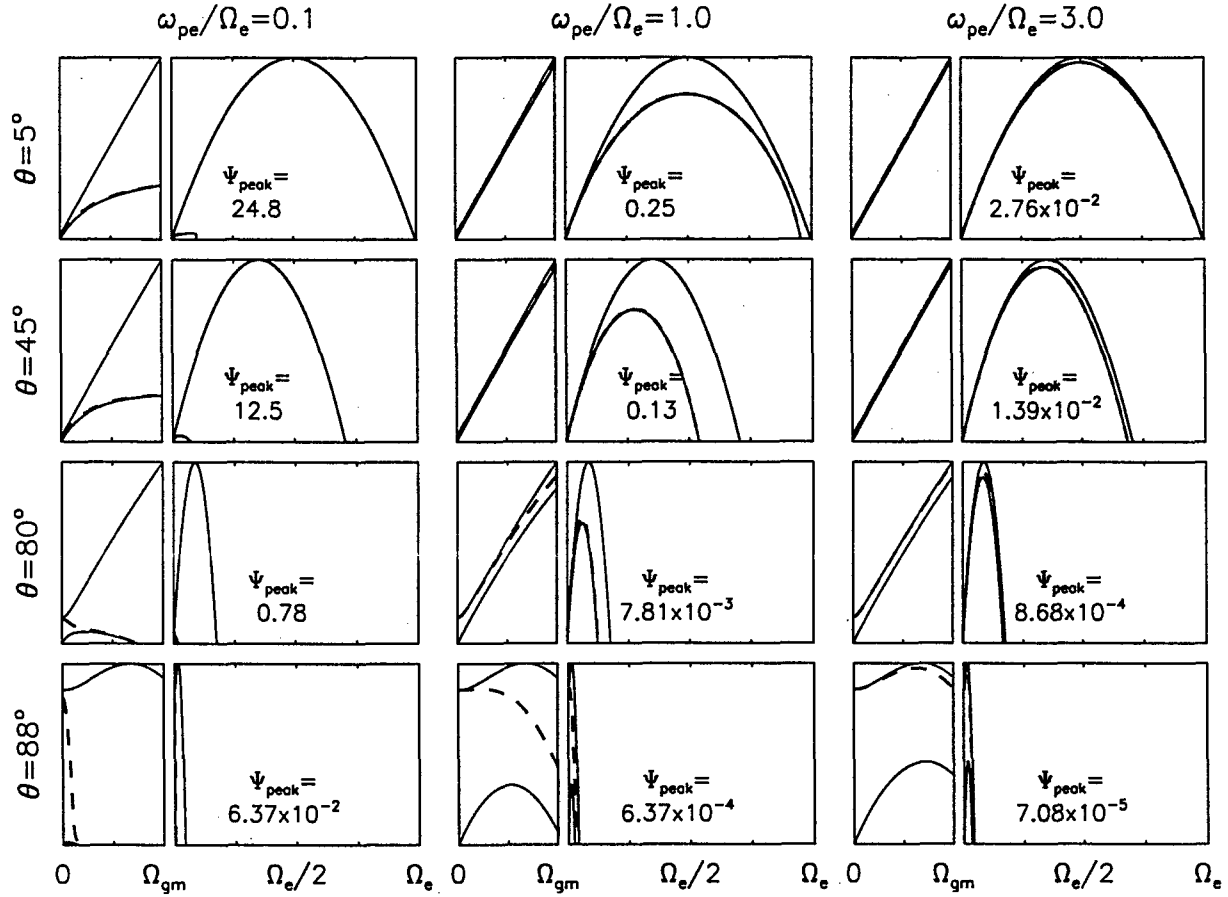 ω_pe/Ω_e=0.1 ω_pe/Ω_e=1.0 ω_pe/Ω_e=3.0
θ=5°
Ψ_peak= Ψ_peak= Ψ_peak=
24.8 0.25 2.76x10⁻²
θ=45°
Ψ_peak= Ψ_peak= Ψ_peak=
12.5 0.13 1.39x10⁻²
θ=80°
Ψ_peak= Ψ_peak= Ψ_peak=
0.78 7.81x10⁻³ 8.68x10⁻⁴
θ=88°
Ψ_peak= Ψ_peak= Ψ_peak=
6.37x10⁻² 6.37x10⁻⁴ 7.08x10⁻⁵
0 Ω_gm Ω_e/2 Ω_e 0 Ω_gm Ω_e/2 Ω_e 0 Ω_gm Ω_e/2 Ω_e